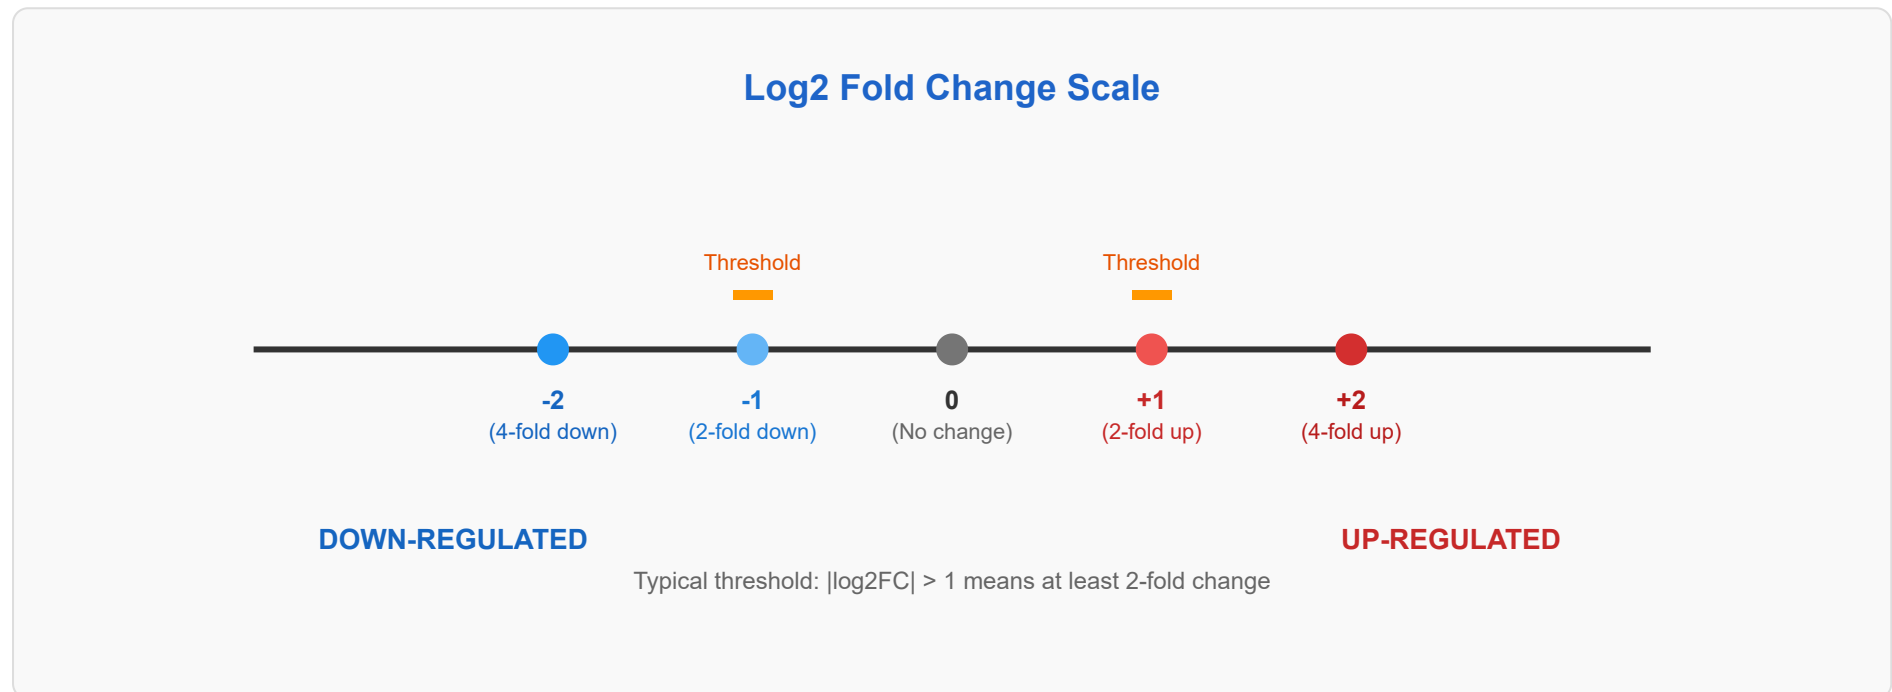 Log2 Fold Change Scale
Threshold Threshold
-2 -1 0 +1 +2
(4-fold down) (2-fold down) (No change) (2-fold up) (4-fold up)
DOWN-REGULATED UP-REGULATED
Typical threshold: |log2FC| > 1 means at least 2-fold change